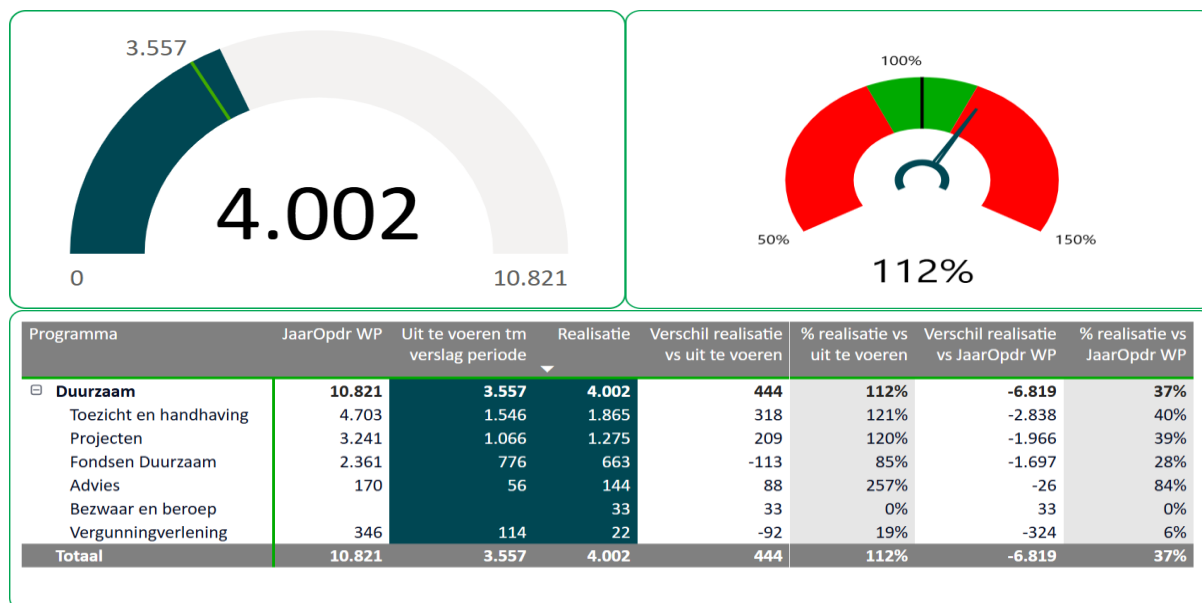 3.557
4.002
0
10.821
100%
50%
150%
112%
Programma JaarOpdr WP Uit te voeren tm verslag periode Realisatie Verschil realisatie vs uit te voeren % realisatie vs uit te voeren Verschil realisatie vs JaarOpdr WP % realisatie vs JaarOpdr WP
Duurzaam 10.821 3.557 4.002 444 112% -6.819 37%
Toezicht en handhaving 4.703 1.546 1.865 318 121% -2.838 40%
Projecten 3.241 1.066 1.275 209 120% -1.966 39%
Fondsen Duurzaam 2.361 776 663 -113 85% -1.697 28%
Advies 170 56 144 88 257% -26 84%
Bezwaar en beroep 33 33 0% 33 0%
Vergunningverlening 346 114 22 -92 19% -324 6%
Totaal 10.821 3.557 4.002 444 112% -6.819 37%